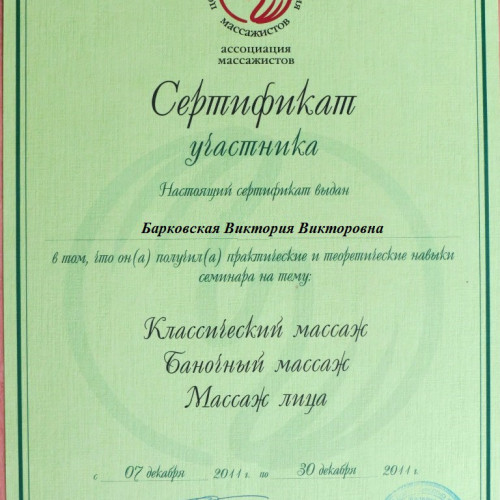 массажистов
ассоциация
массажистов
Сертификат
участника
Настоящий сертификат выдан
Барковская Виктория Викторовна
в том, что он(а) получил(а) практические и теоретические навыки
семинара на тему:
Классический массаж
Баночный массаж
Массаж лица
с 07 декабря 2011 г. по 30 декабря 2011 г.